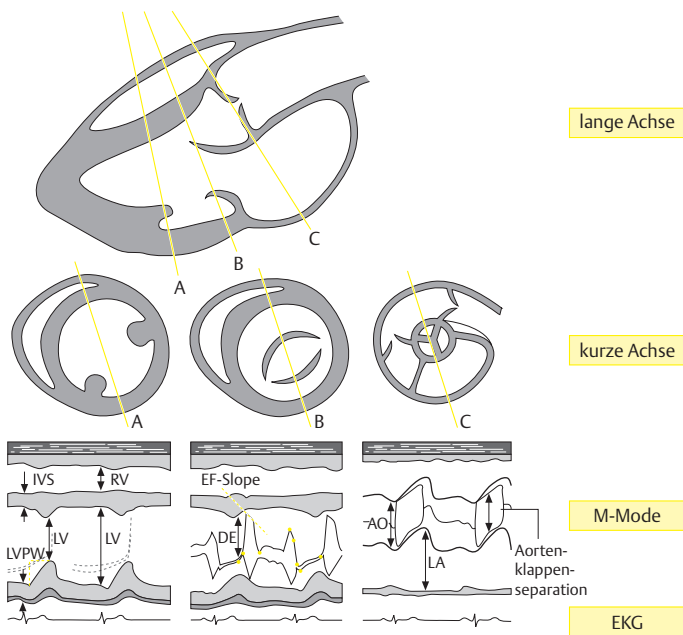 lange Achse
A
B
C
kurze Achse
A
B
C
IVS
RV
LV
LV
LVPW
EF-Slope
DE
AO
LA
Aorten-
klappen-
separation
M-Mode
EKG